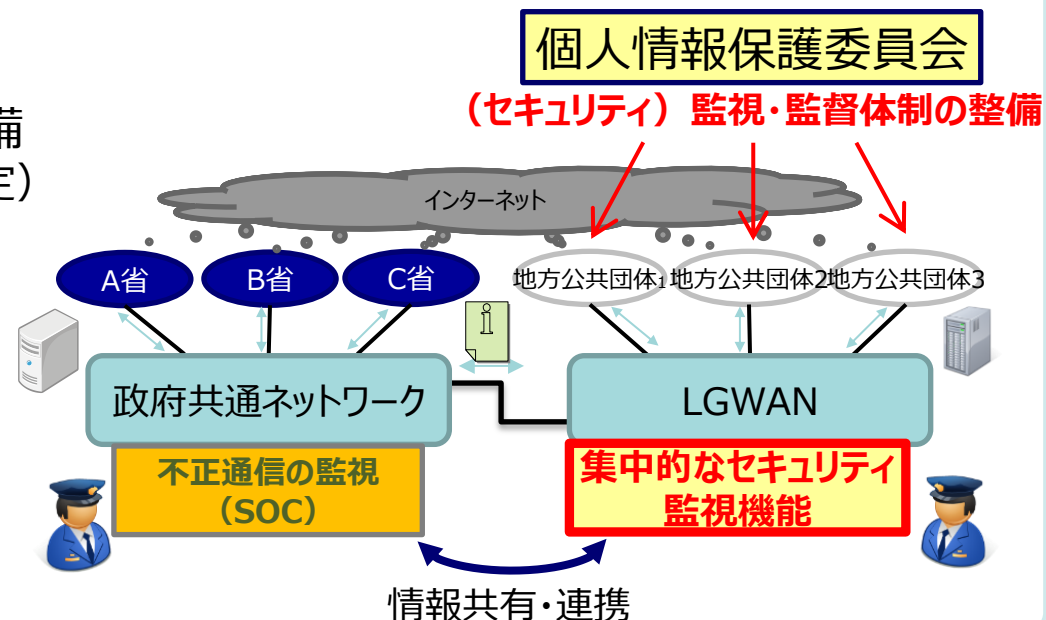 個人情報保護委員会
（セキュリティ）監視・監督体制の整備
備
定）
インターネット
A省
B省
C省
地方公共団体1
地方公共団体2
地方公共団体3
i
政府共通ネットワーク
LGWAN
不正通信の監視
（SOC）
集中的なセキュリティ
監視機能
情報共有・連携